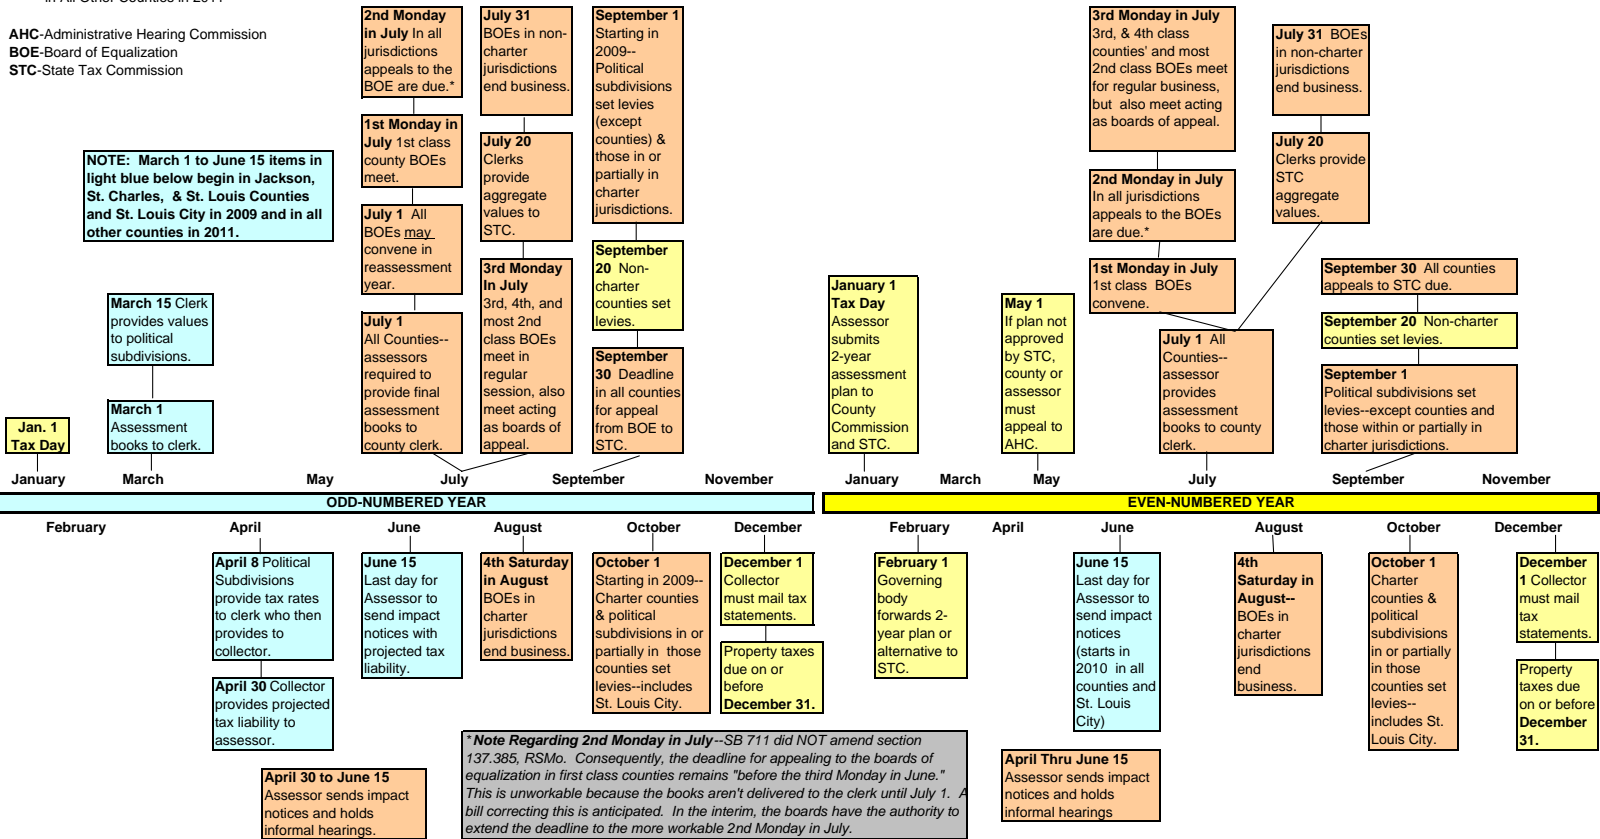 in All Other Counties in 2011
AHC-Administrative Hearing Commission
BOE-Board of Equalization
STC-State Tax Commission
NOTE: March 1 to June 15 items in
light blue below begin in Jackson,
St. Charles, & St. Louis Counties
and St. Louis City in 2009 and in all
other counties in 2011.
Jan. 1
Tax Day
March 15 Clerk
provides values
to political
subdivisions.
March 1
Assessment
books to clerk.
2nd Monday
in July In all
jurisdictions
appeals to the
BOE are due.*
1st Monday in
July 1st class
county BOEs
meet.
July 1 All
BOEs may
convene in
reassessment
year.
July 1
All Counties--
assessors
required to
provide final
assessment
books to
county clerk.
July 31
BOEs in non-
charter
jurisdictions
end business.
July 20
Clerks
provide
aggregate
values to
STC.
3rd Monday
In July
3rd, 4th, and
most 2nd
class BOEs
meet in
regular
session, also
meet acting
as boards of
appeal.
September 1
Starting in
2009--
Political
subdivisions
set levies
(except
counties) &
those in or
partially in
charter
jurisdictions.
September
20 Non-
charter
counties set
levies.
September
30 Deadline
in all counties
for appeal
from BOE to
STC.
January 1
Tax Day
Assessor
submits
2-year
assessment
plan to
County
Commission
and STC.
May 1
If plan not
approved
by STC,
county or
assessor
must
appeal to
AHC.
3rd Monday in July
3rd, & 4th class
counties' and most
2nd class BOEs meet
for regular business,
but also meet acting
as boards of appeal.
2nd Monday in July
In all jurisdictions
appeals to the BOEs
are due.*
1st Monday in July
1st class BOEs
convene.
July 1 All
Counties--
assessor
provides
assessment
books to county
clerk.
July 31 BOEs
in non-charter
jurisdictions
end business.
July 20
Clerks provide
STC
aggregate
values.
September 30 All counties
appeals to STC due.
September 20 Non-charter
counties set levies.
September 1
Political subdivisions set
levies--except counties and
those within or partially in
charter jurisdictions.
January March May July September November January March May July September November
ODD-NUMBERED YEAR EVEN-NUMBERED YEAR
February April June August October December February April June August October December
April 8 Political
Subdivisions
provide tax rates
to clerk who then
provides to
collector.
April 30 Collector
provides projected
tax liability to
assessor.
April 30 to June 15
Assessor sends impact
notices and holds
informal hearings.
June 15
Last day for
Assessor to
send impact
notices with
projected tax
liability.
4th Saturday
in August
BOEs in
charter
jurisdictions
end business.
October 1
Starting in 2009--
Charter counties
& political
subdivisions in or
partially in those
counties set
levies--includes
St. Louis City.
December 1
Collector
must mail tax
statements.
Property taxes
due on or
before
December 31.
*Note Regarding 2nd Monday in July--SB 711 did NOT amend section
137.385, RSMo. Consequently, the deadline for appealing to the boards of
equalization in first class counties remains "before the third Monday in June."
This is unworkable because the books aren't delivered to the clerk until July 1. A
bill correcting this is anticipated. In the interim, the boards have the authority to
extend the deadline to the more workable 2nd Monday in July.
February 1
Governing
body
forwards 2-
year plan or
alternative to
STC.
June 15
Last day for
Assessor to
send impact
notices
(starts in
2010 in all
counties and
St. Louis
City)
April Thru June 15
Assessor sends impact
notices and holds
informal hearings
4th
Saturday in
August--
BOEs in
charter
jurisdictions
end
business.
October 1
Charter
counties &
political
subdivisions
in or partially
in those
counties set
levies--
includes St.
Louis City.
December
1 Collector
must mail
tax
statements.
Property
taxes due
on or before
December
31.